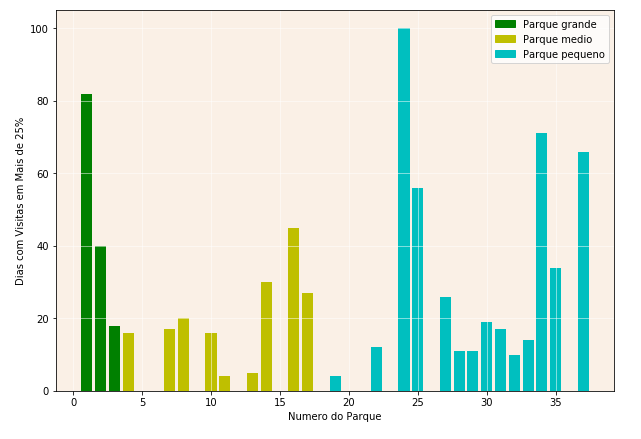 Parque grande
Parque medio
Parque pequeno
Dias com Visitas em Mais de 25%
100
80
60
40
20
0
0 5 10 15 20 25 30 35
Numero do Parque